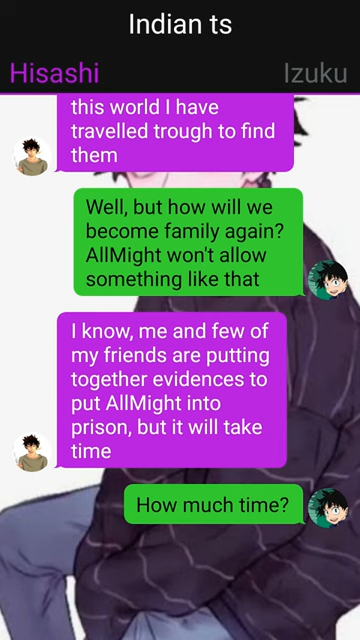 Indian ts
Hisashi Izuku
this world I have
travelled trough to find
them
Well, but how will we
become family again?
AllMight won't allow
something like that
I know, me and few of
my friends are putting
together evidences to
put AllMight into
prison, but it will take
time
How much time?